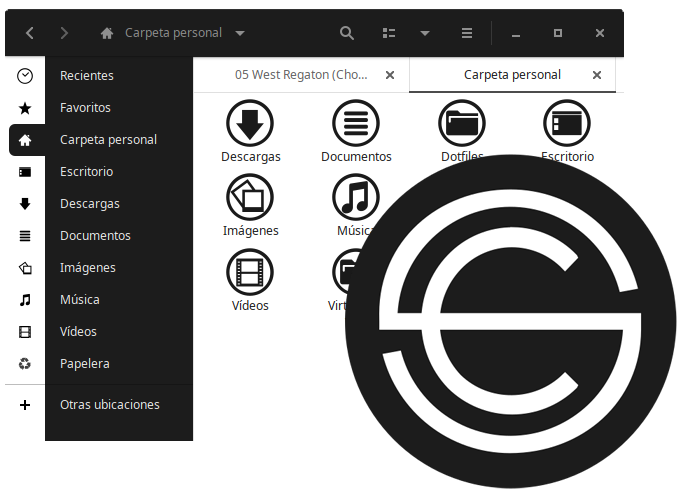 Carpeta personal
Recientes
Favoritos
Carpeta personal
Escritorio
Descargas
Documentos
Imágenes
Música
Vídeos
Papelera
Otras ubicaciones
05 West Regaton (Cho... Carpeta personal
Descargas Documentos Dotfiles Escritorio
Imágenes Música
Vídeos